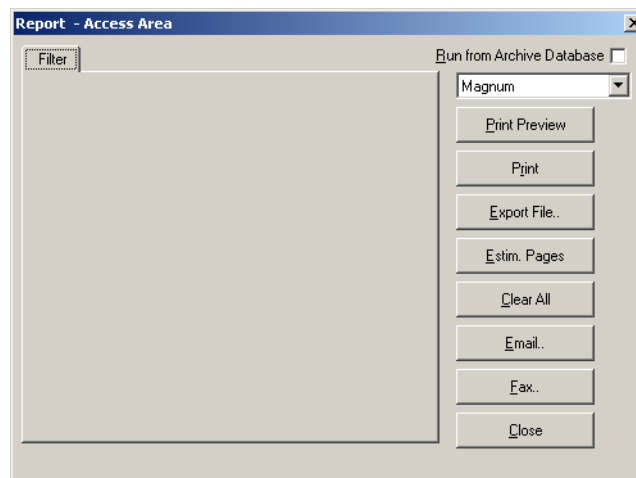 Report - Access Area
Filter
Run from Archive Database
Magnum
Print Preview
Print
Export File..
Estim. Pages
Clear All
Email..
Fax..
Close